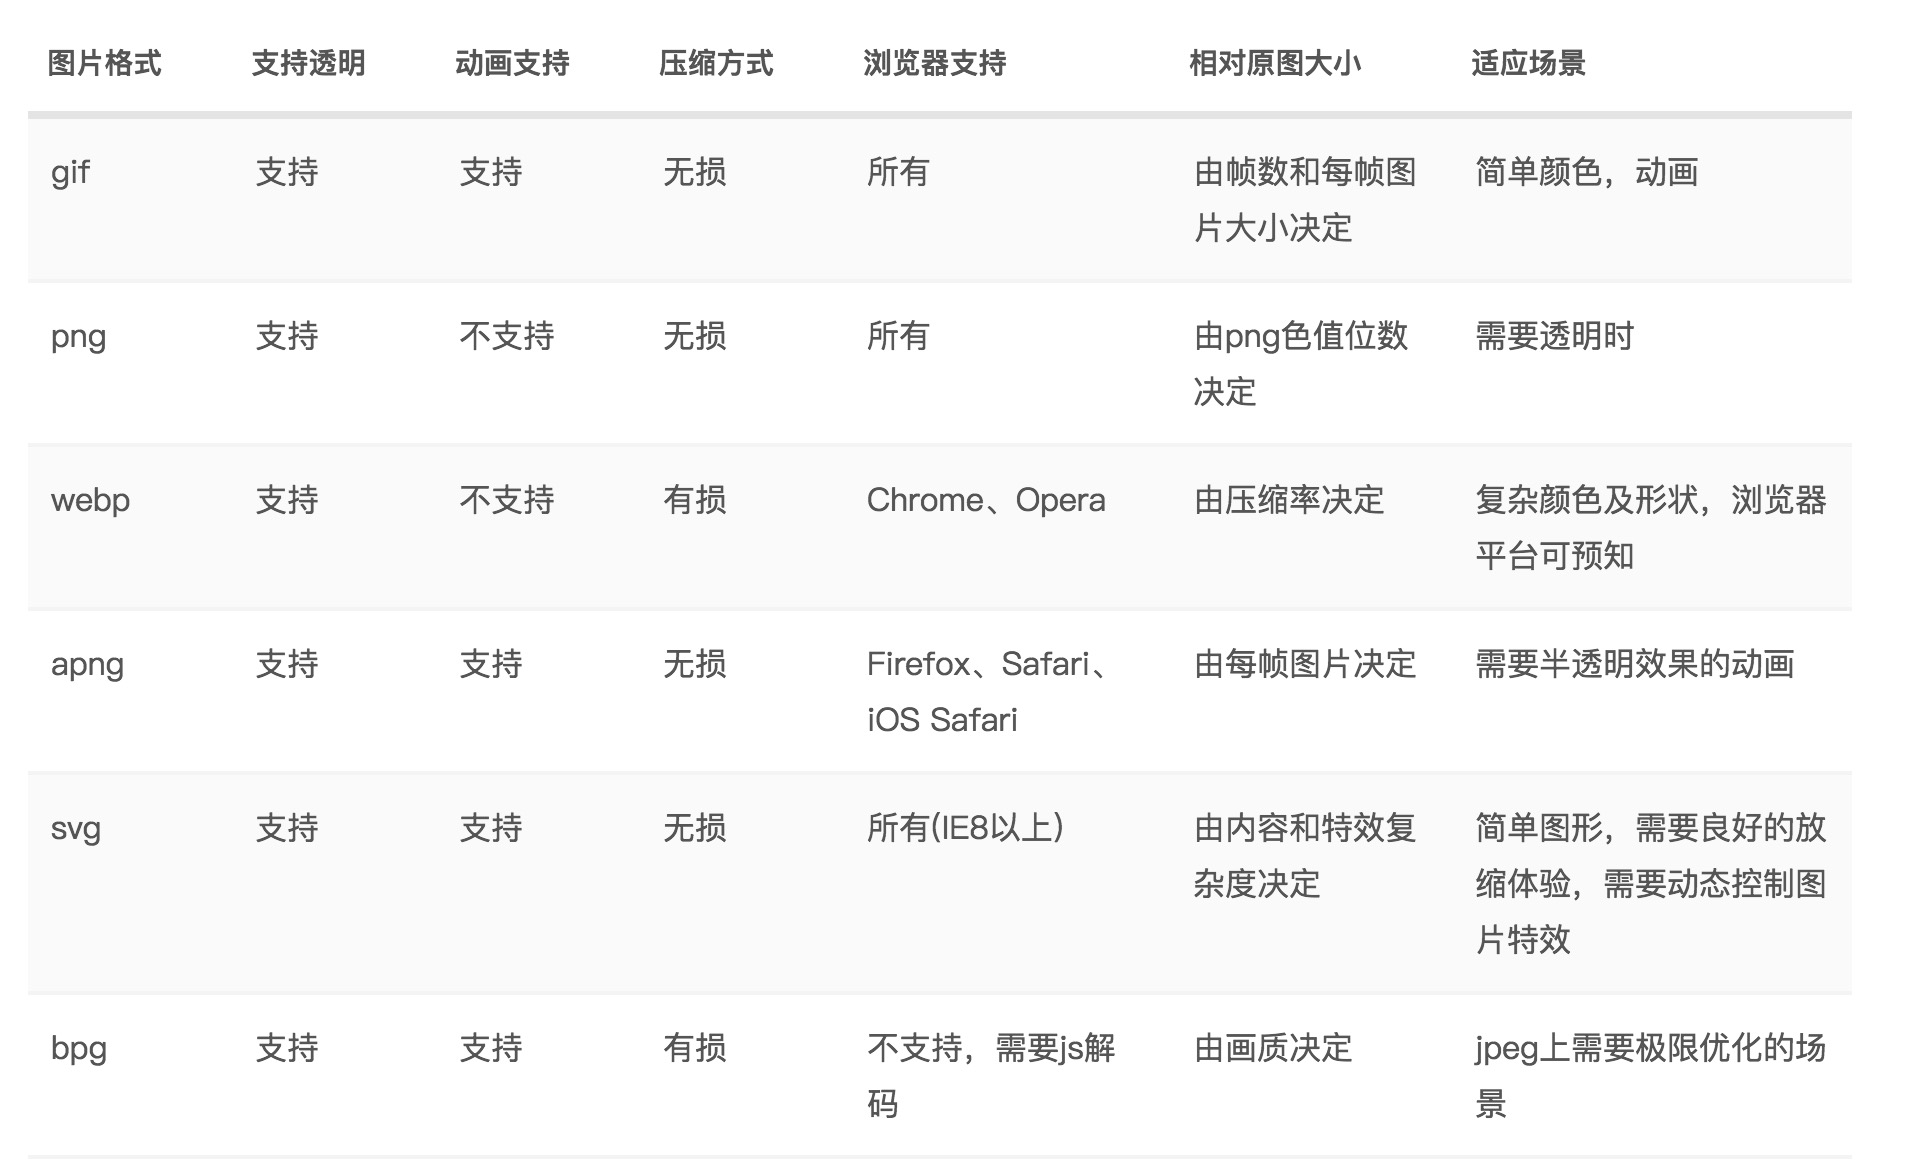 图片格式 支持透明 动画支持 压缩方式 浏览器支持 相对原图大小 适应场景
gif 支持 支持 无损 所有 由帧数和每帧图 简单颜色，动画
片大小决定
png 支持 不支持 无损 所有 由png色值位数 需要透明时
决定
webp 支持 不支持 有损 Chrome、Opera 由压缩率决定 复杂颜色及形状，浏览器
平台可预知
apng 支持 支持 无损 Firefox、Safari、 由每帧图片决定 需要半透明效果的动画
iOS Safari
svg 支持 支持 无损 所有(IE8以上) 由内容和特效复 简单图形，需要良好的放
杂度决定 缩体验，需要动态控制图
片特效
bpg 支持 支持 有损 不支持，需要js解 由画质决定 jpeg上需要极限优化的场
码 景